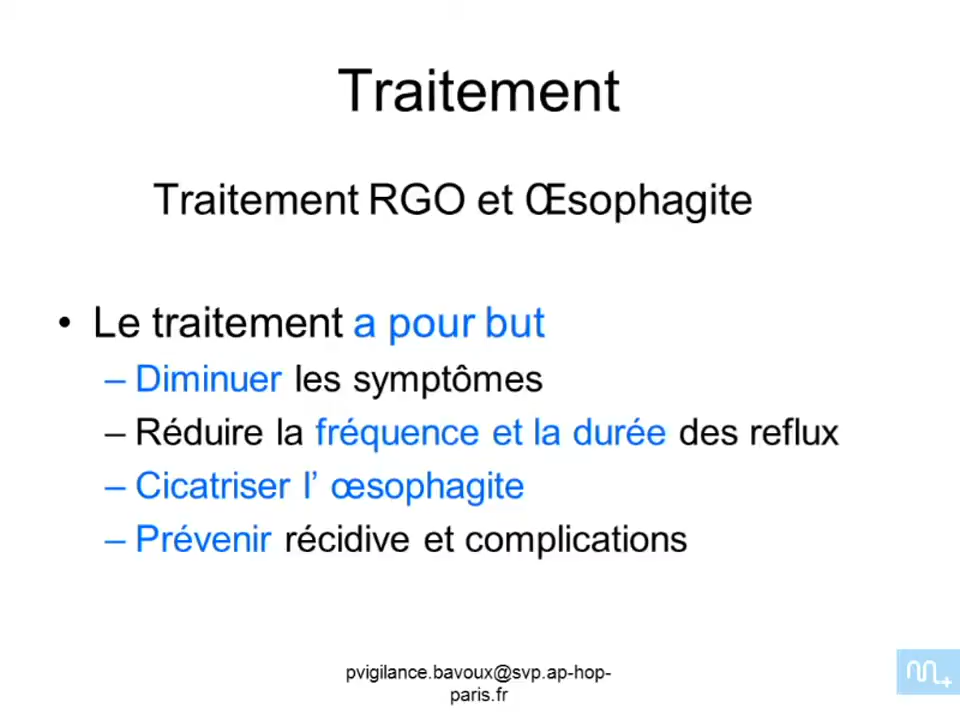 Traitement
Traitement RGO et Œsophagite
• Le traitement a pour but
– Diminuer les symptômes
– Réduire la fréquence et la durée des reflux
– Cicatriser l’ œsophagite
– Prévenir récidive et complications
pvigilance.bavoux@svp.ap-hop-
paris.fr